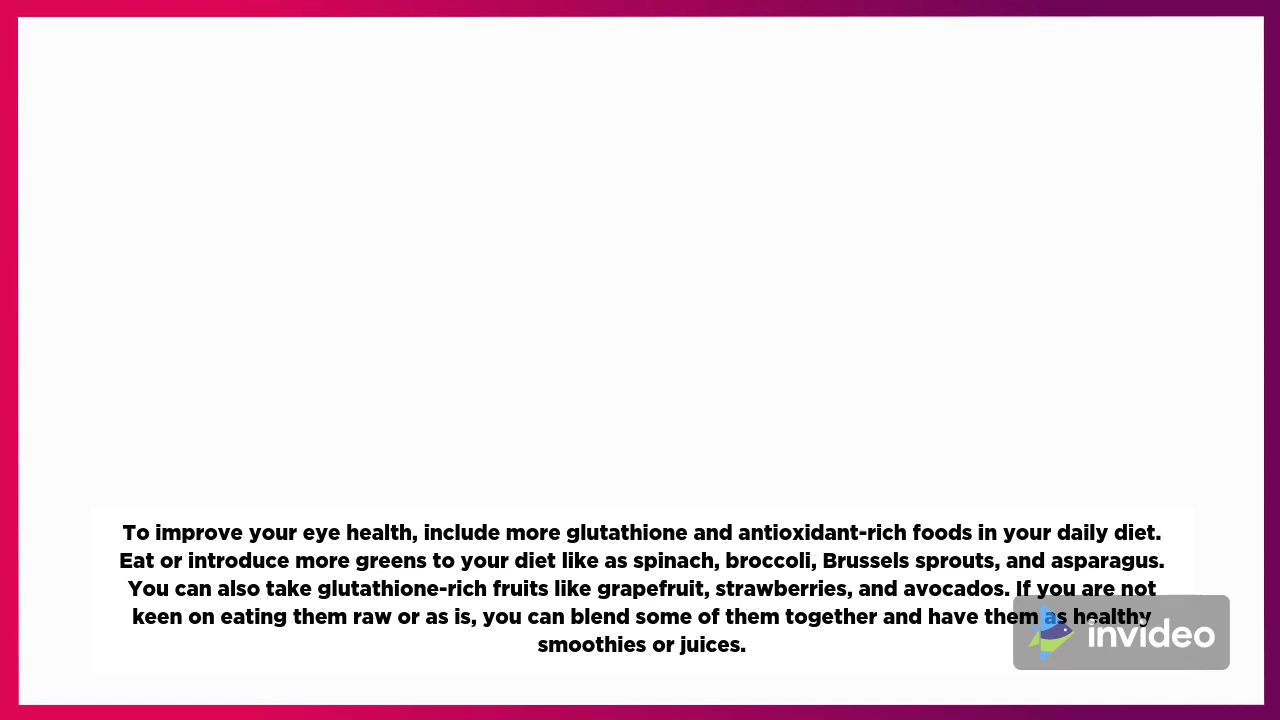 To improve your eye health, include more glutathione and antioxidant-rich foods in your daily diet.
Eat or introduce more greens to your diet like as spinach, broccoli, Brussels sprouts, and asparagus.
You can also take glutathione-rich fruits like grapefruit, strawberries, and avocados. If you are not
keen on eating them raw or as is, you can blend some of them together and have them as healthy
smoothies or juices.
invideo